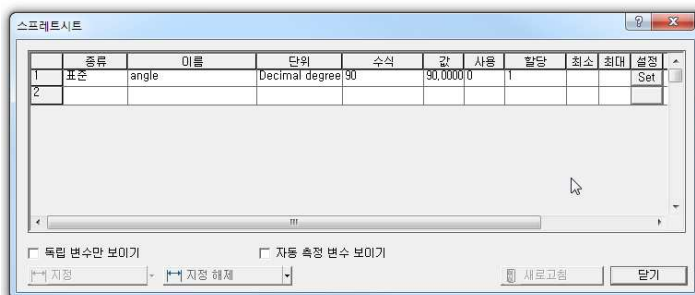 스프레트시트
종류 이름 단위 수식 값 사용 할당 최소 최대 설정
1 표준 angle Decimal degree 90 90,0000 0 1 Set
2
독립 변수만 보이기 자동 측정 변수 보이기
지정 지정 해제 새로고침 닫기